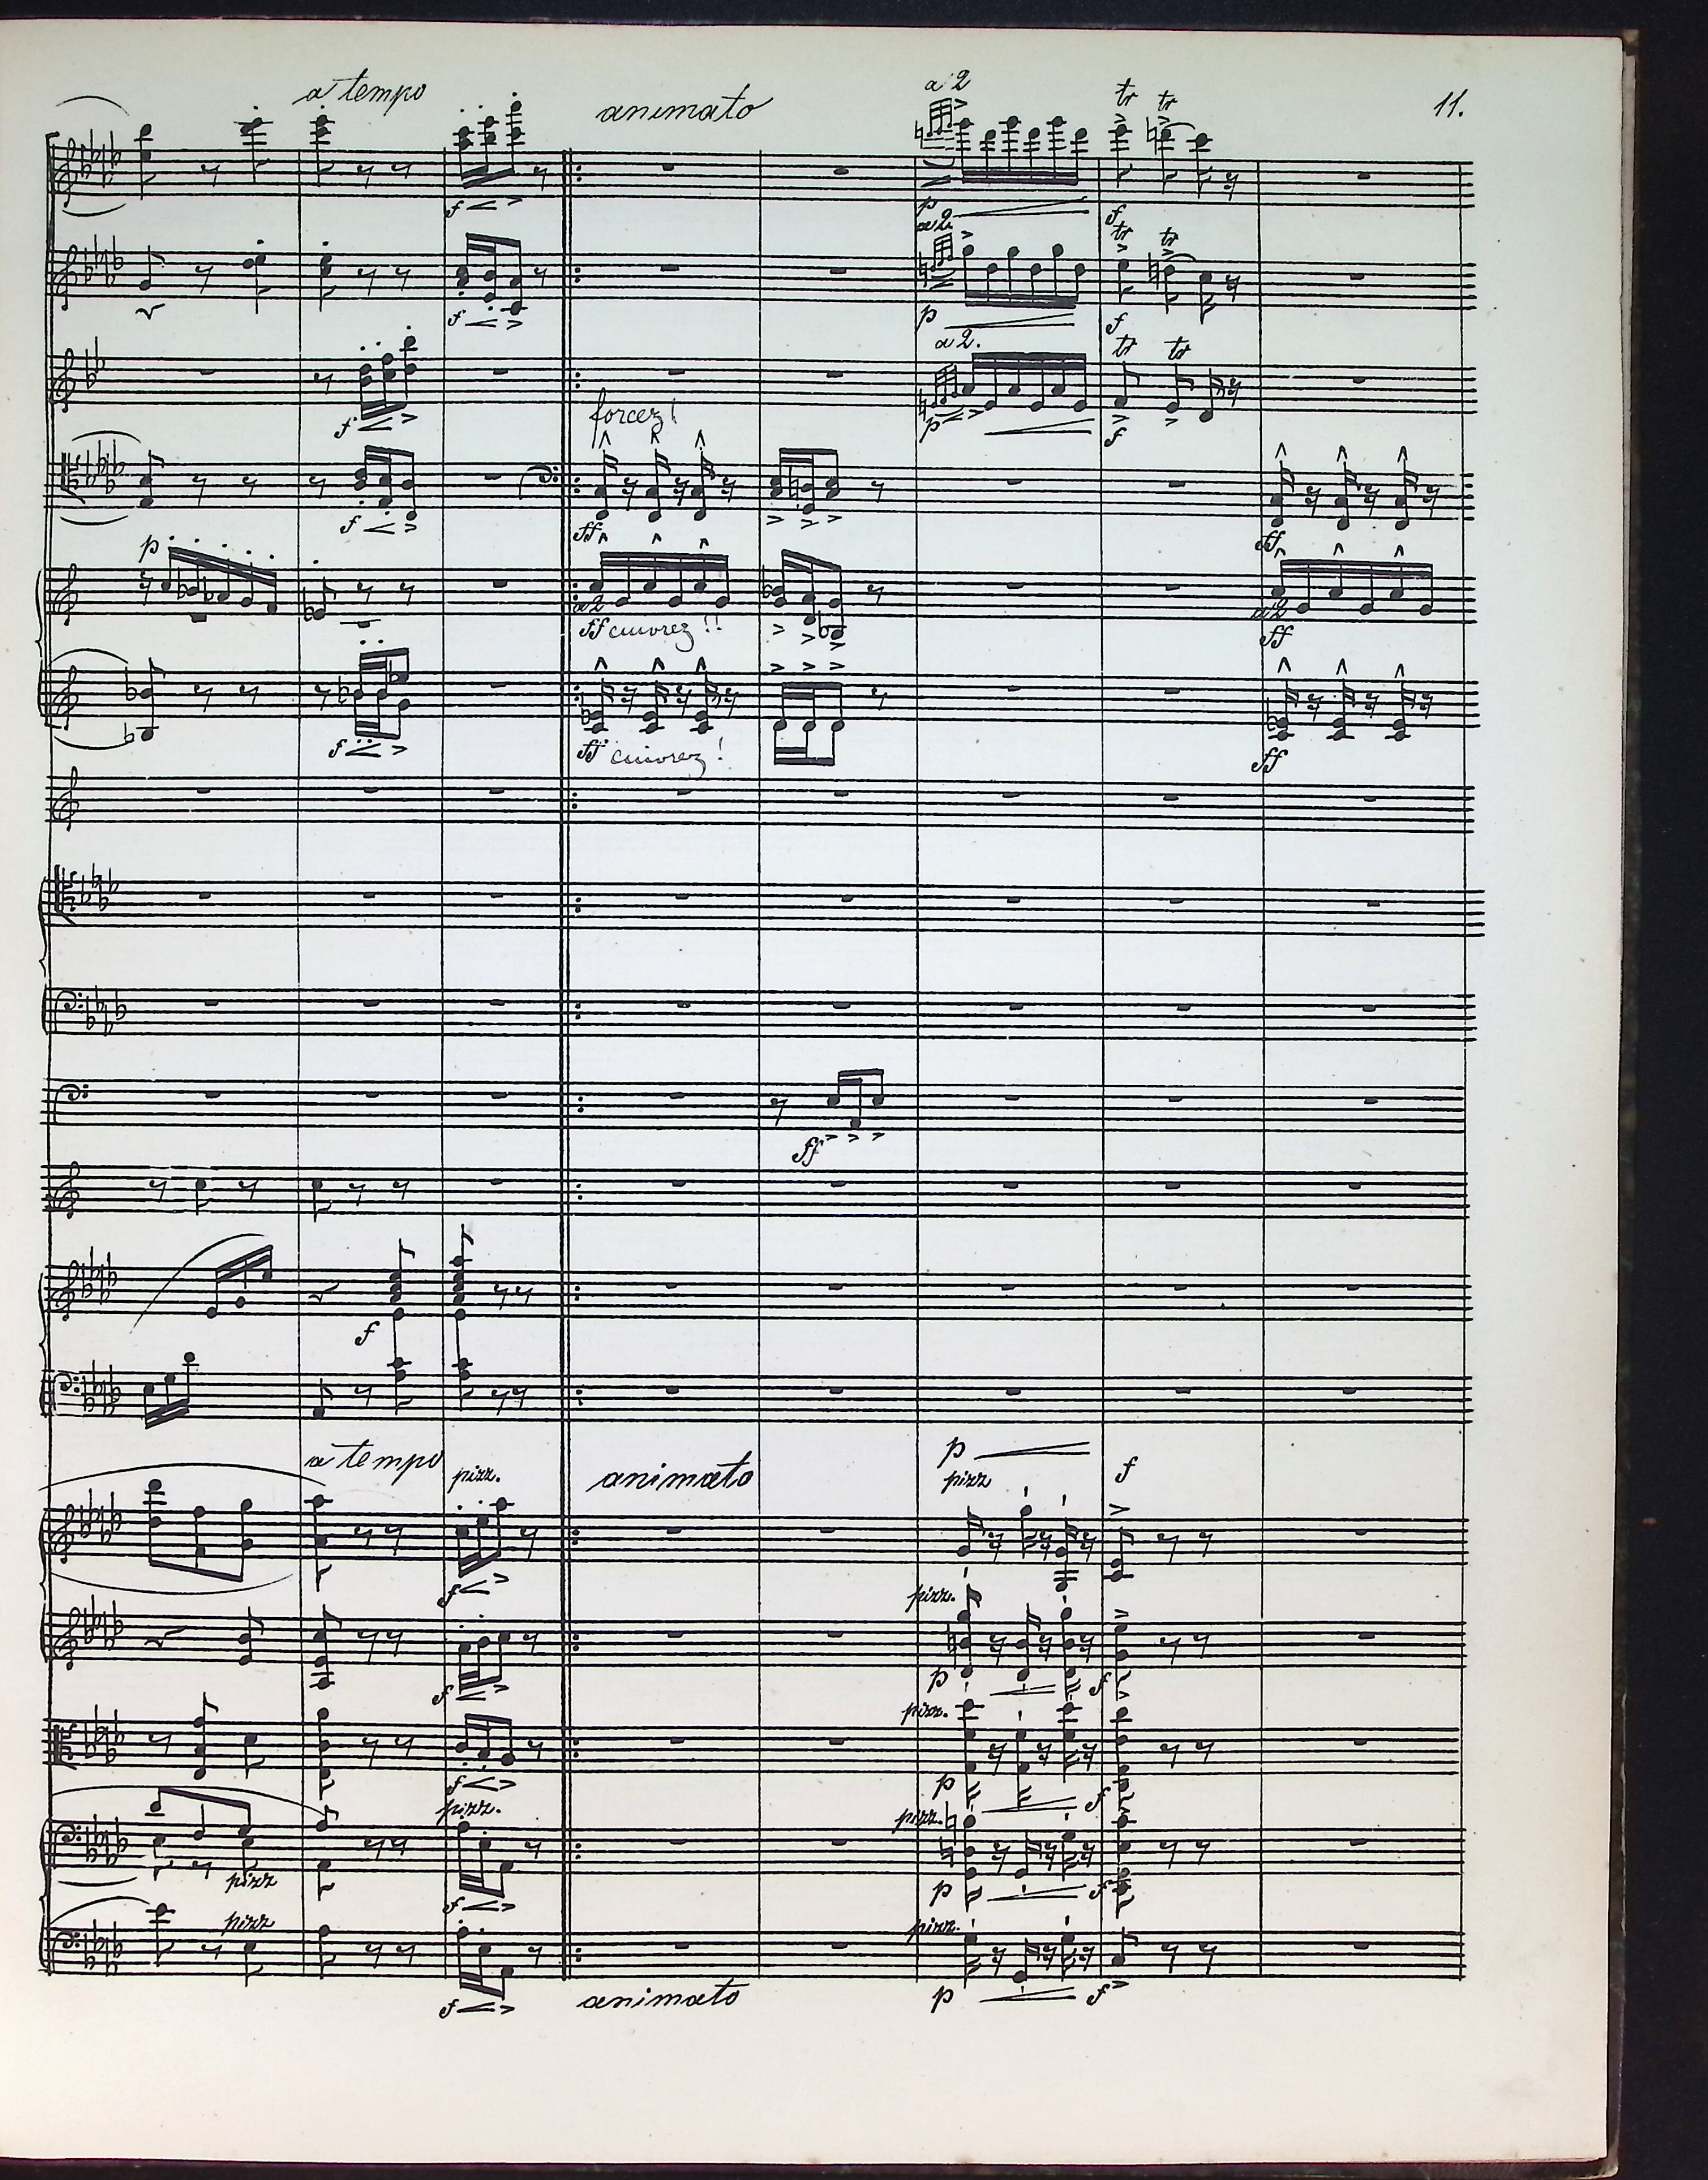 a tempo animato a 2 tr tr 11.
f p f
a 2. tr tr
f p f
a 2. tr tr
f p f
forcez!
f ff ff
p
a 2 a 2
ff cuivrez!! ff
f ff cuivrez! ff
ff
f
a tempo pizz. animato p pizz f
f
pizz.
f p f
pizz.
f p f
pizz. pizz.
pizz f p f
pizz pizz.
f animato p f